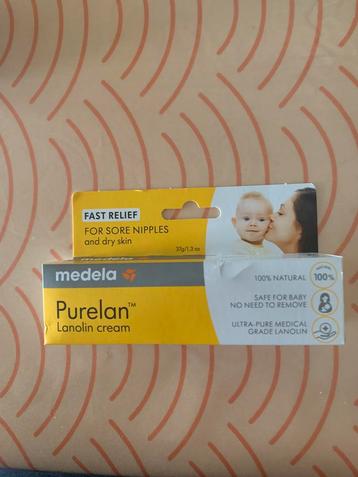 FAST RELIEF
FOR SORE NIPPLES
and dry skin
37g/1.3 oz
medela
Purelan™
Lanolin cream
100% NATURAL
100%
SAFE FOR BABY
NO NEED TO REMOVE
ULTRA-PURE MEDICAL
GRADE LANOLIN